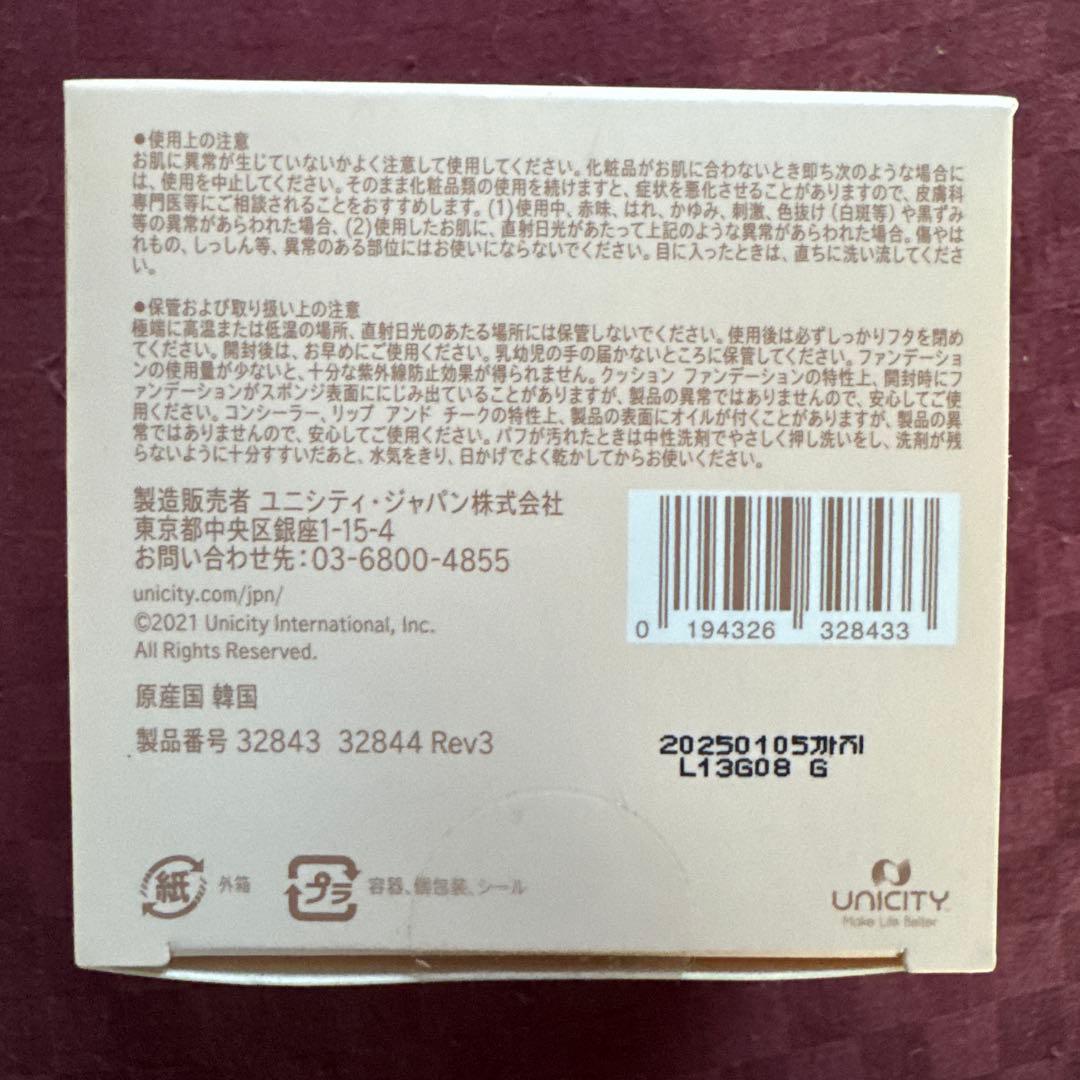 ●使用上の注意
お肌に異常が生じていないかよく注意して使用してください。化粧品がお肌に合わないとき即ち次のような場合に
は、使用を中止してください。そのまま化粧品類の使用を続けますと、症状を悪化させることがありますので、皮膚科
専門医等にご相談されることをおすすめします。(1)使用中、赤味、はれ、かゆみ、刺激、色抜け(白斑等)や黒ずみ
等の異常があらわれた場合、(2)使用したお肌に、直射日光があたって上記のような異常があらわれた場合。傷やは
れもの、しっしん等、異常のある部位にはお使いにならないでください。目に入ったときは、直ちに洗い流してくださ
い。
●保管および取り扱い上の注意
極端に高温または低温の場所、直射日光のあたる場所には保管しないでください。使用後は必ずしっかりフタを閉め
てください。開封後は、お早めにご使用ください。乳幼児の手の届かないところに保管してください。ファンデーショ
ンの使用量が少ないと、十分な紫外線防止効果が得られません。クッション ファンデーションの特性上、開封時にフ
ァンデーションがスポンジ表面ににじみ出ていることがありますが、製品の異常ではありませんので、安心してご使
用ください。コンシーラー、リップ アンド チークの特性上、製品の表面にオイルが付くことがありますが、製品の異
常ではありませんので、安心してご使用ください。パフが汚れたときは中性洗剤でやさしく押し洗いをし、洗剤が残
らないように十分すすいだあと、水気をきり、日かげでよく乾かしてからお使いください。
製造販売者 ユニシティ・ジャパン株式会社
東京都中央区銀座1-15-4
お問い合わせ先：03-6800-4855
unicity.com/jpn/
©2021 Unicity International, Inc.
All Rights Reserved.
0 194326 328433
原産国 韓国
製品番号 32843 32844 Rev3
20250105까지
L13G08 G
紙 外箱
プラ 容器、個包装、シール
UNICITY
Make Life Better